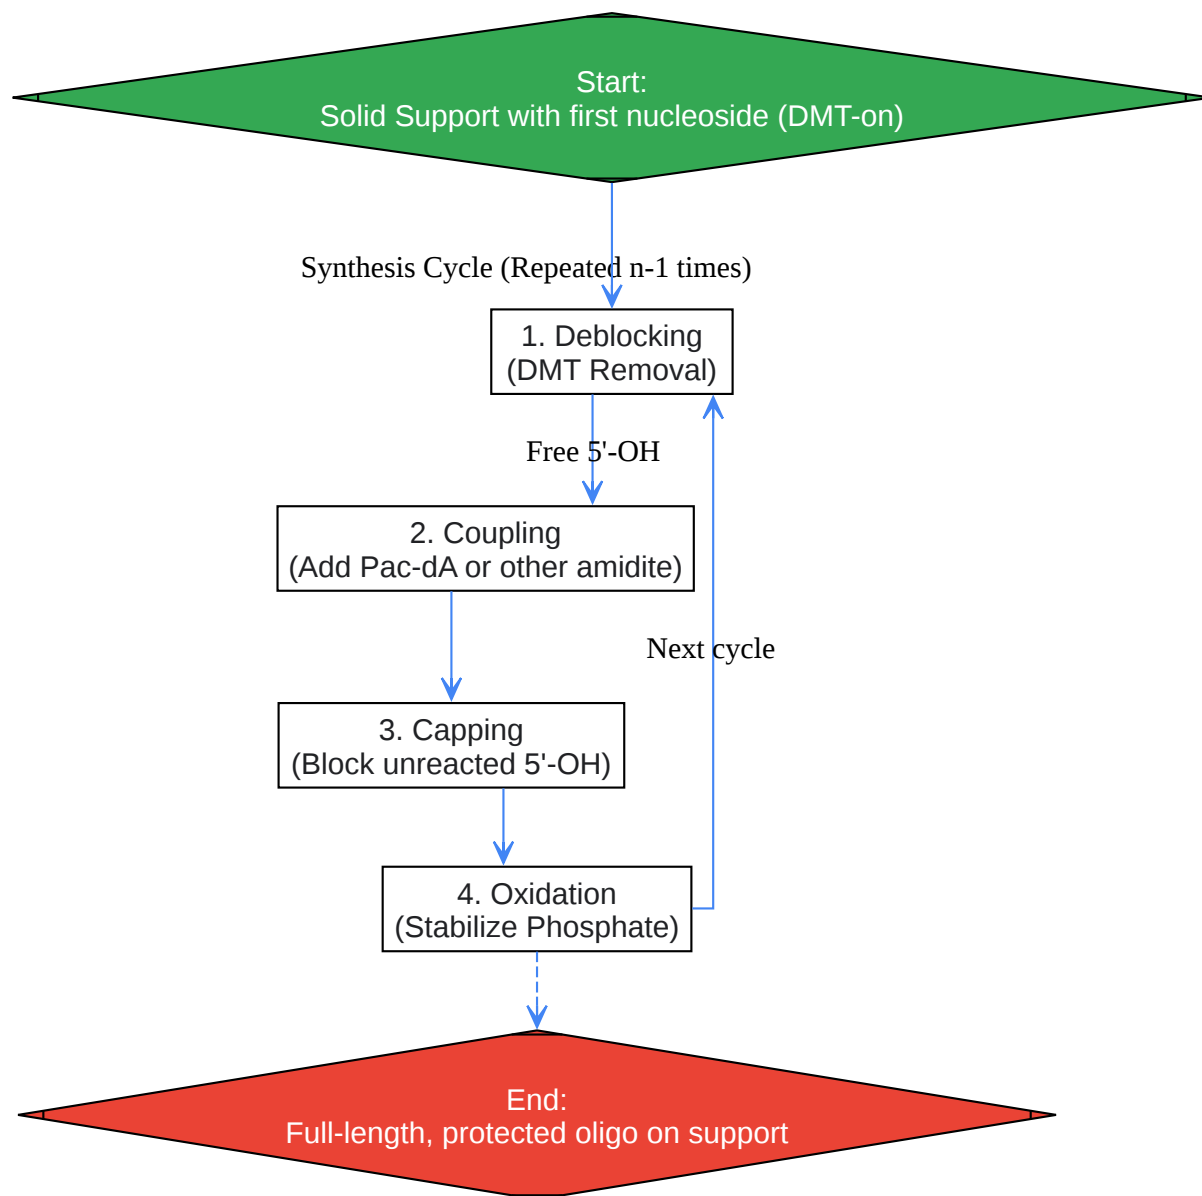 Start:
Solid Support with first nucleoside (DMT-on)
Synthesis Cycle (Repeated n-1 times)
1. Deblocking
(DMT Removal)
Free 5'-OH
2. Coupling
(Add Pac-dA or other amidite)
Next cycle
3. Capping
(Block unreacted 5'-OH)
4. Oxidation
(Stabilize Phosphate)
End:
Full-length, protected oligo on support